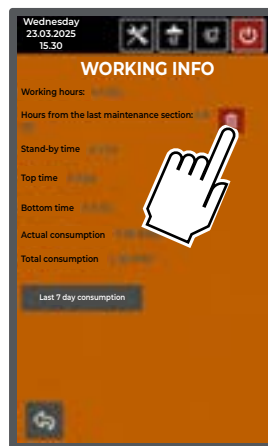 Wednesday
23.03.2025
15.30
WORKING INFO
Working hours:
Hours from the last maintenance section:
Stand-by time
Top time
Bottom time
Actual consumption
Total consumption
Last 7 day consumption